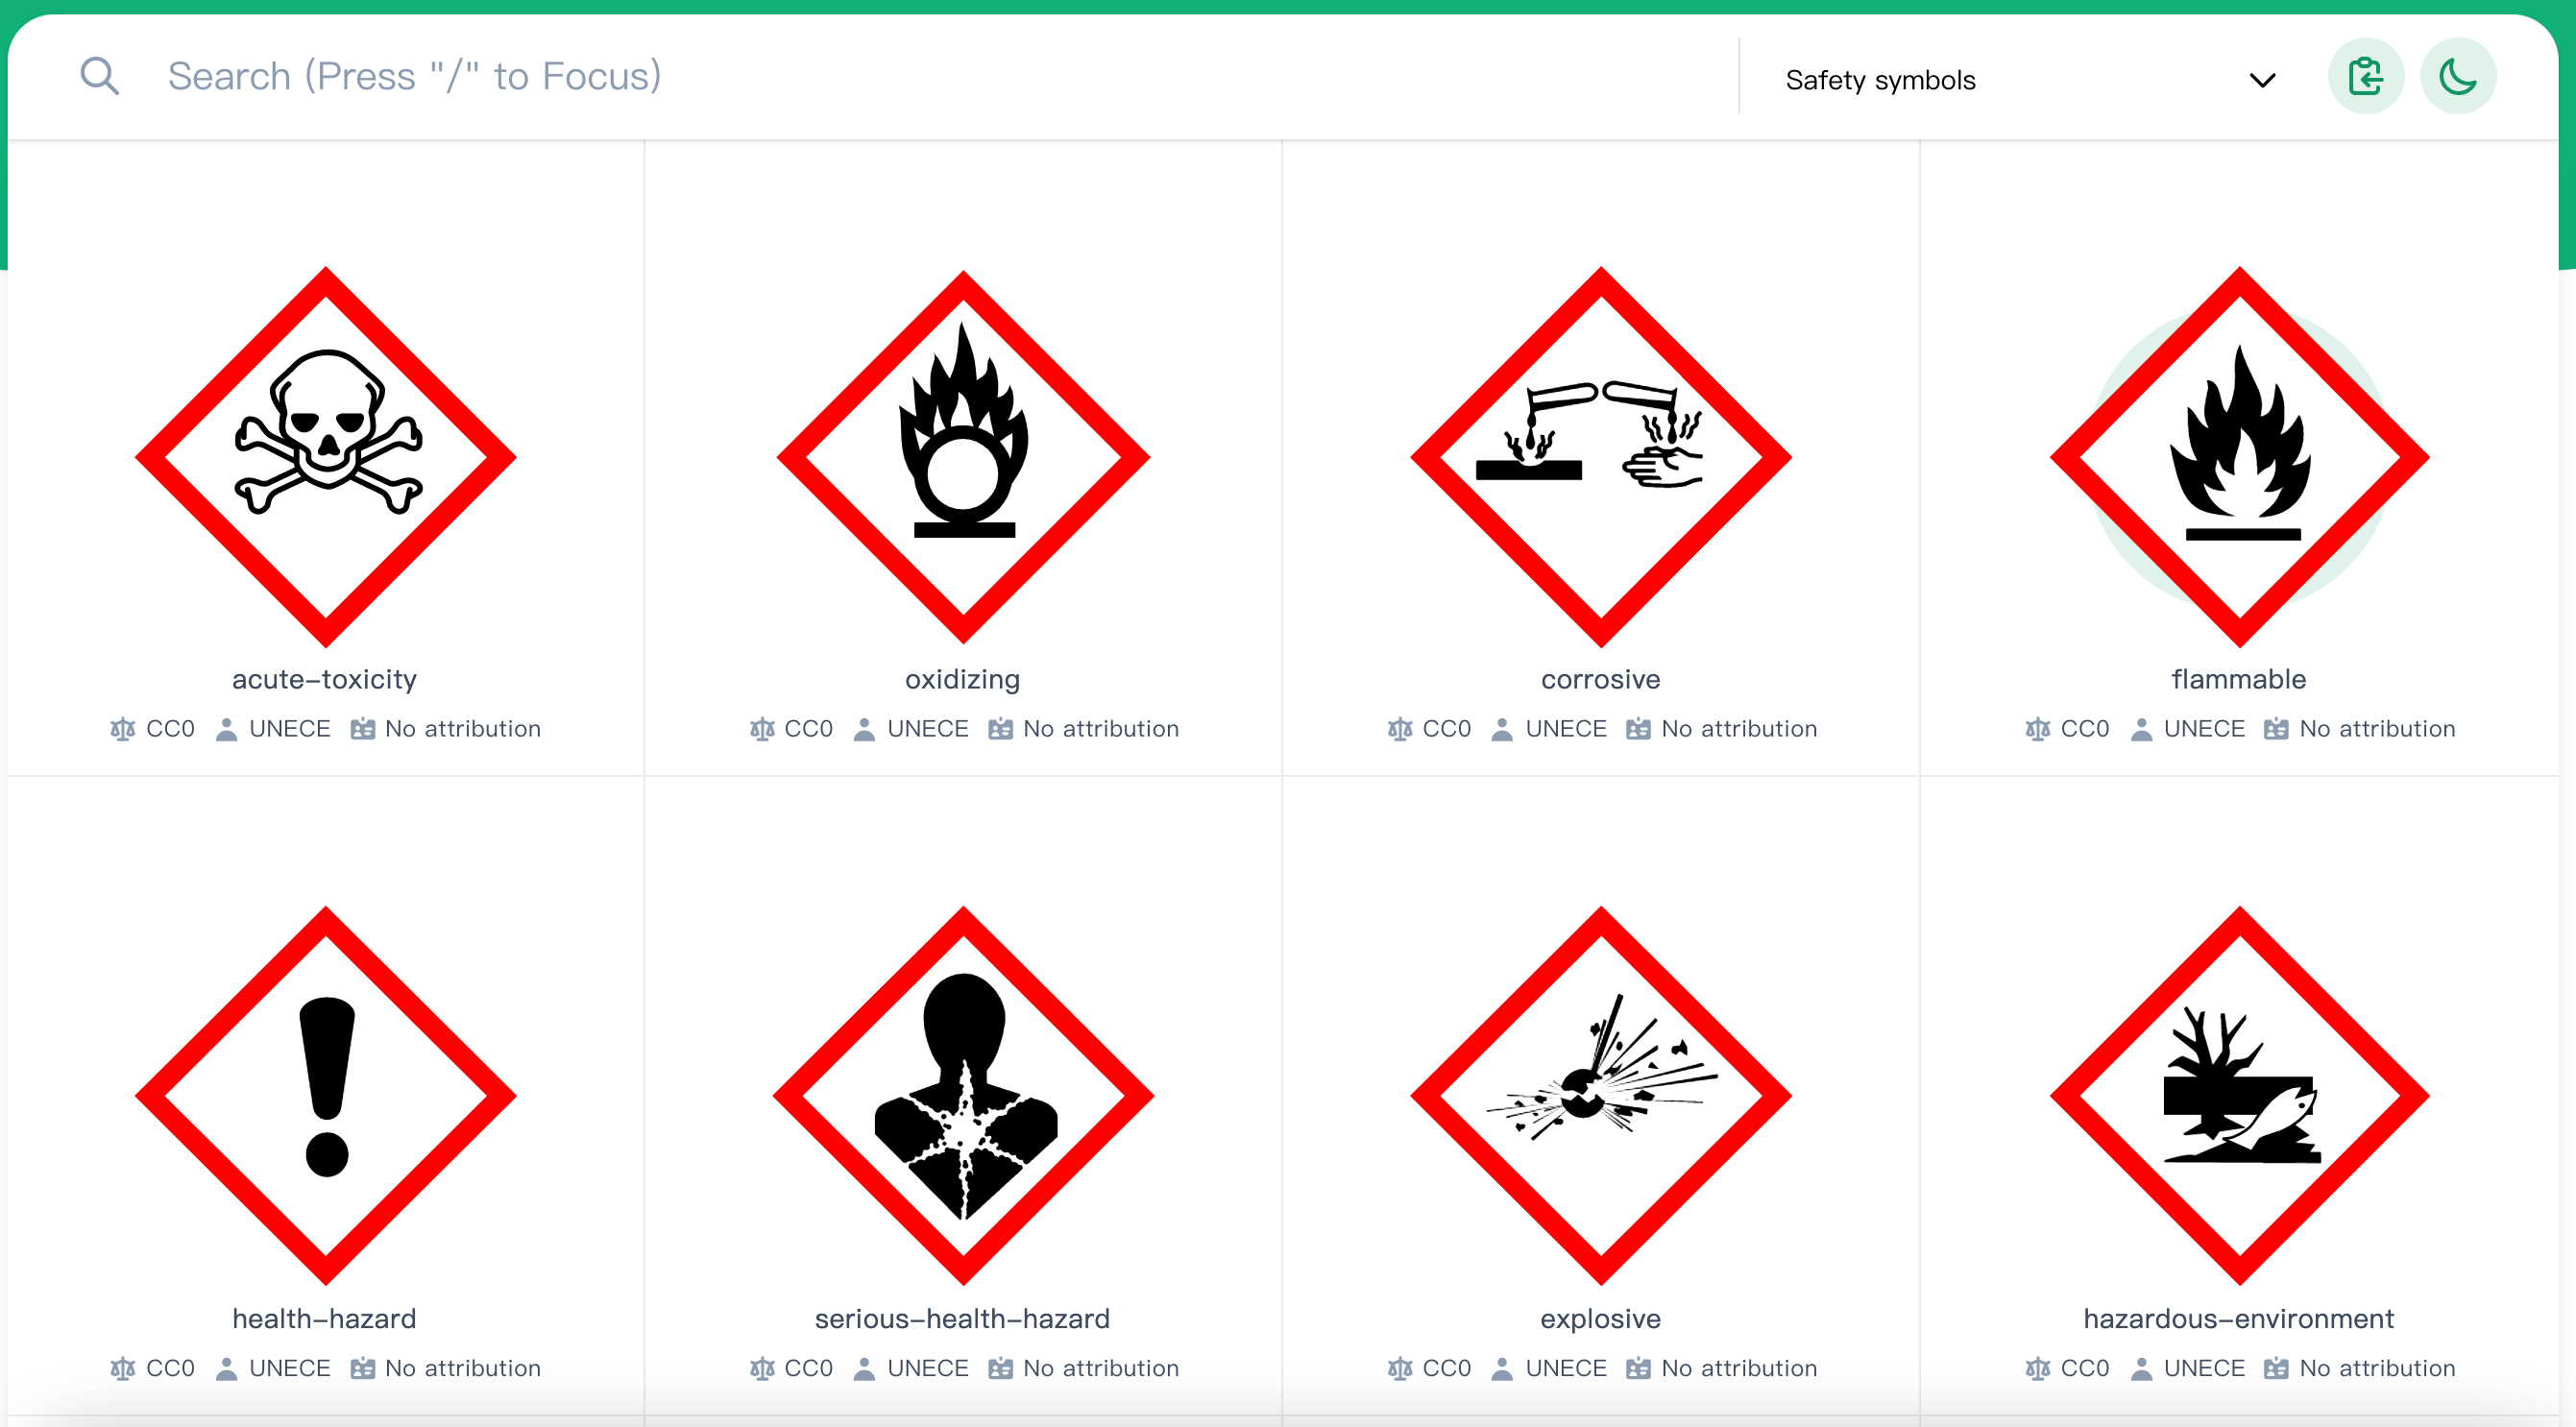 Search (Press "/" to Focus)
Safety symbols
acute-toxicity
CC0 UNECE No attribution
oxidizing
CC0 UNECE No attribution
corrosive
CC0 UNECE No attribution
flammable
CC0 UNECE No attribution
health-hazard
CC0 UNECE No attribution
serious-health-hazard
CC0 UNECE No attribution
explosive
CC0 UNECE No attribution
hazardous-environment
CC0 UNECE No attribution